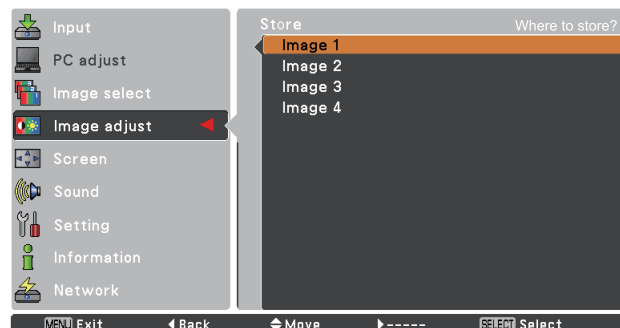 Input
PC adjust
Image select
Image adjust
Screen
Sound
Setting
Information
Network
Store Where to store?
Image 1
Image 2
Image 3
Image 4
MENU Exit Back Move ----- SELECT Select